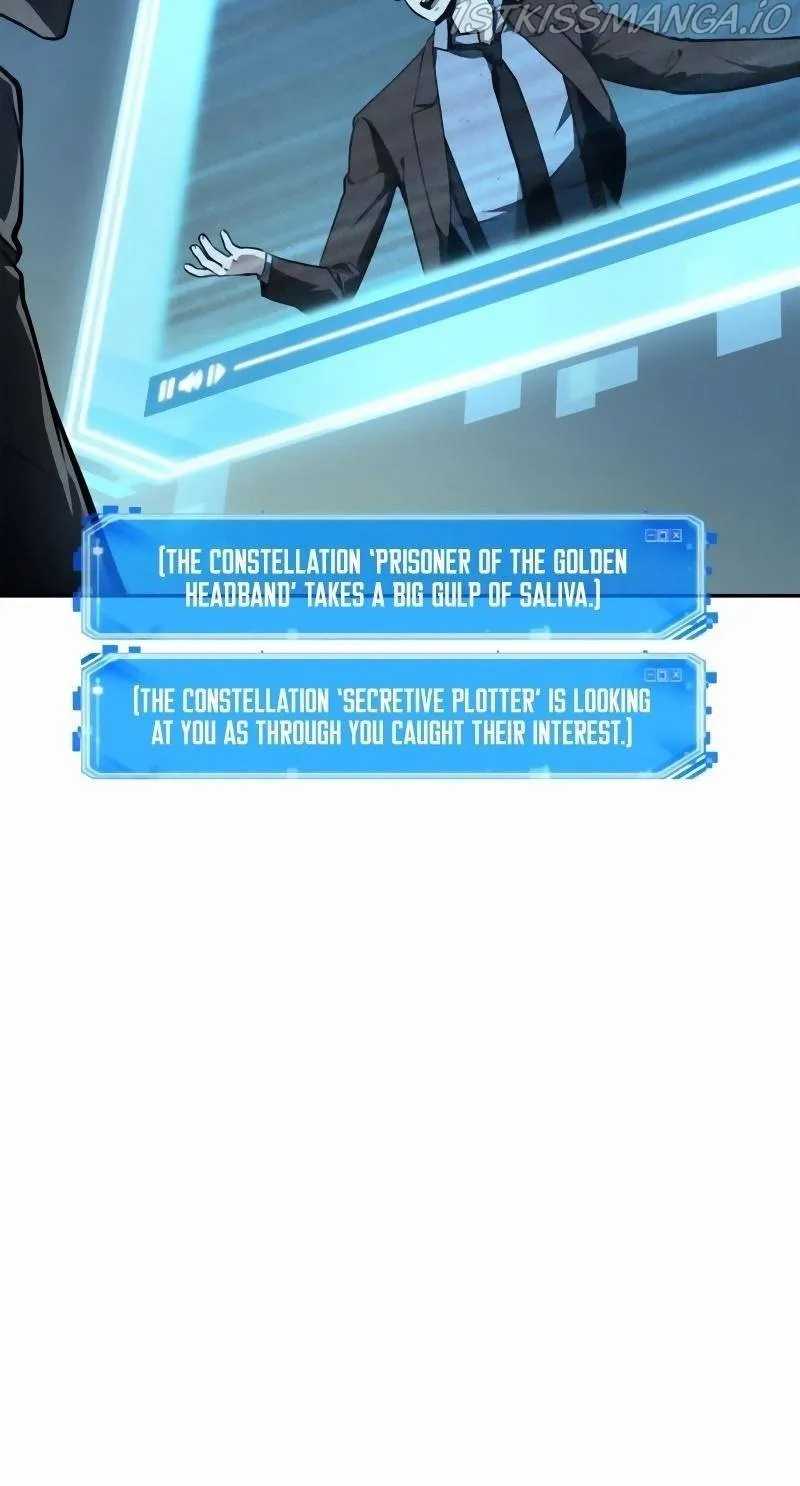 1STKISSMANGA.IO
[THE CONSTELLATION ‘PRISONER OF THE GOLDEN
HEADBAND’ TAKES A BIG GULP OF SALIVA.]
[THE CONSTELLATION ‘SECRETIVE PLOTTER’ IS LOOKING
AT YOU AS THROUGH YOU CAUGHT THEIR INTEREST.]